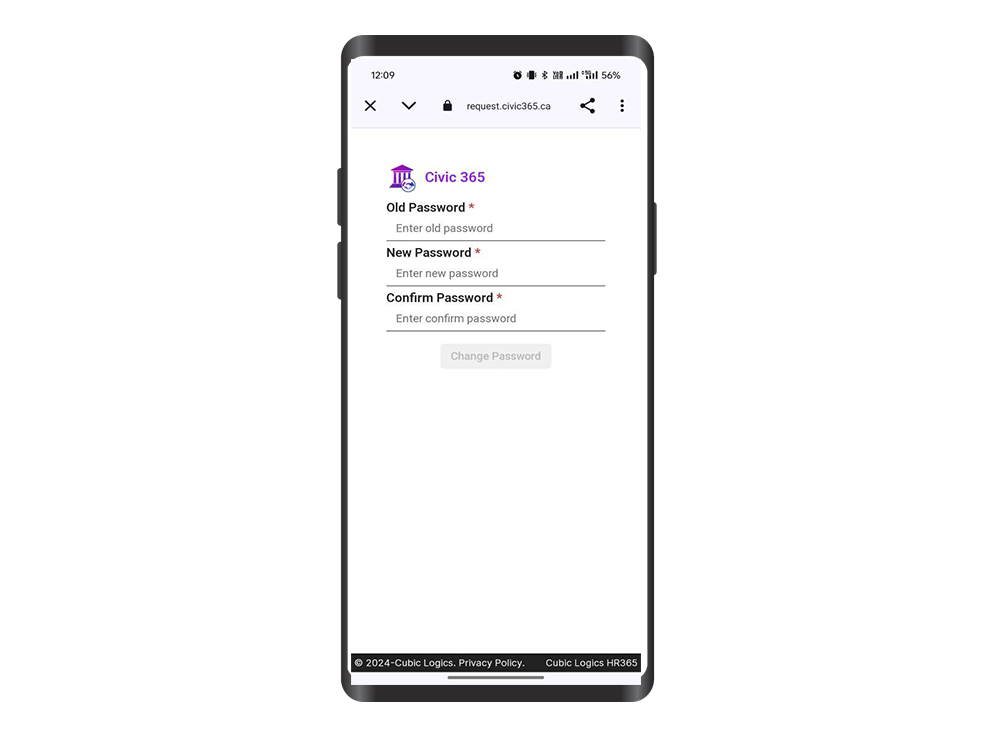 12:09 56%
request.civic365.ca
Civic 365
Old Password *
Enter old password
New Password *
Enter new password
Confirm Password *
Enter confirm password
Change Password
© 2024-Cubic Logics. Privacy Policy. Cubic Logics HR365